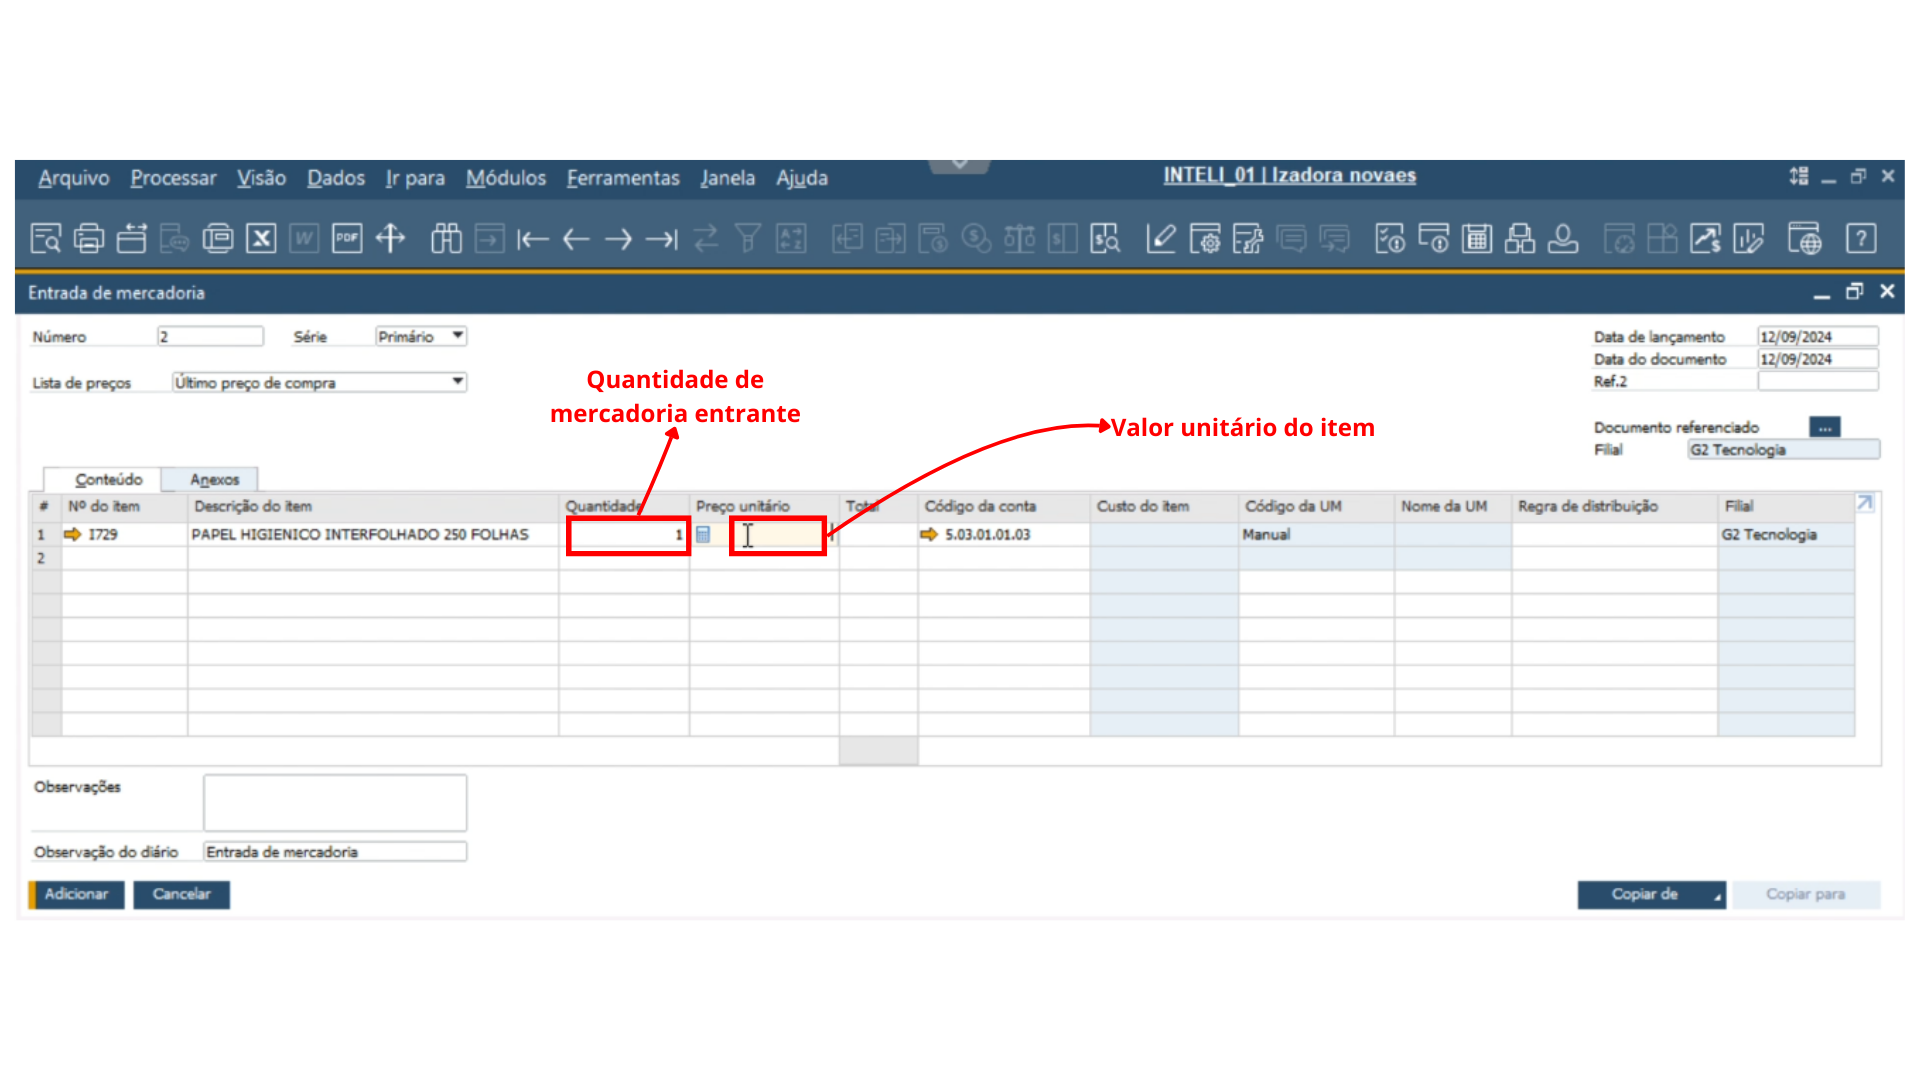 Arquivo Processar Visão Dados Ir para Módulos Ferramentas Janela Ajuda INTELI_01 | Izadora novaes
Entrada de mercadoria
Número 2 Série Primário Data de lançamento 12/09/2024
Data do documento 12/09/2024
Lista de preços Último preço de compra Ref.2
Quantidade de
mercadoria entrante
Valor unitário do item
Documento referenciado ...
Filial G2 Tecnologia
Conteúdo Anexos
# Nº do item Descrição do item Quantidade Preço unitário Total Código da conta Custo do item Código da UM Nome da UM Regra de distribuição Filial
1 I729 PAPEL HIGIENICO INTERFOLHADO 250 FOLHAS 1 5.03.01.01.03 Manual G2 Tecnologia
2
Observações
Observação do diário Entrada de mercadoria
Adicionar Cancelar Copiar de Copiar para